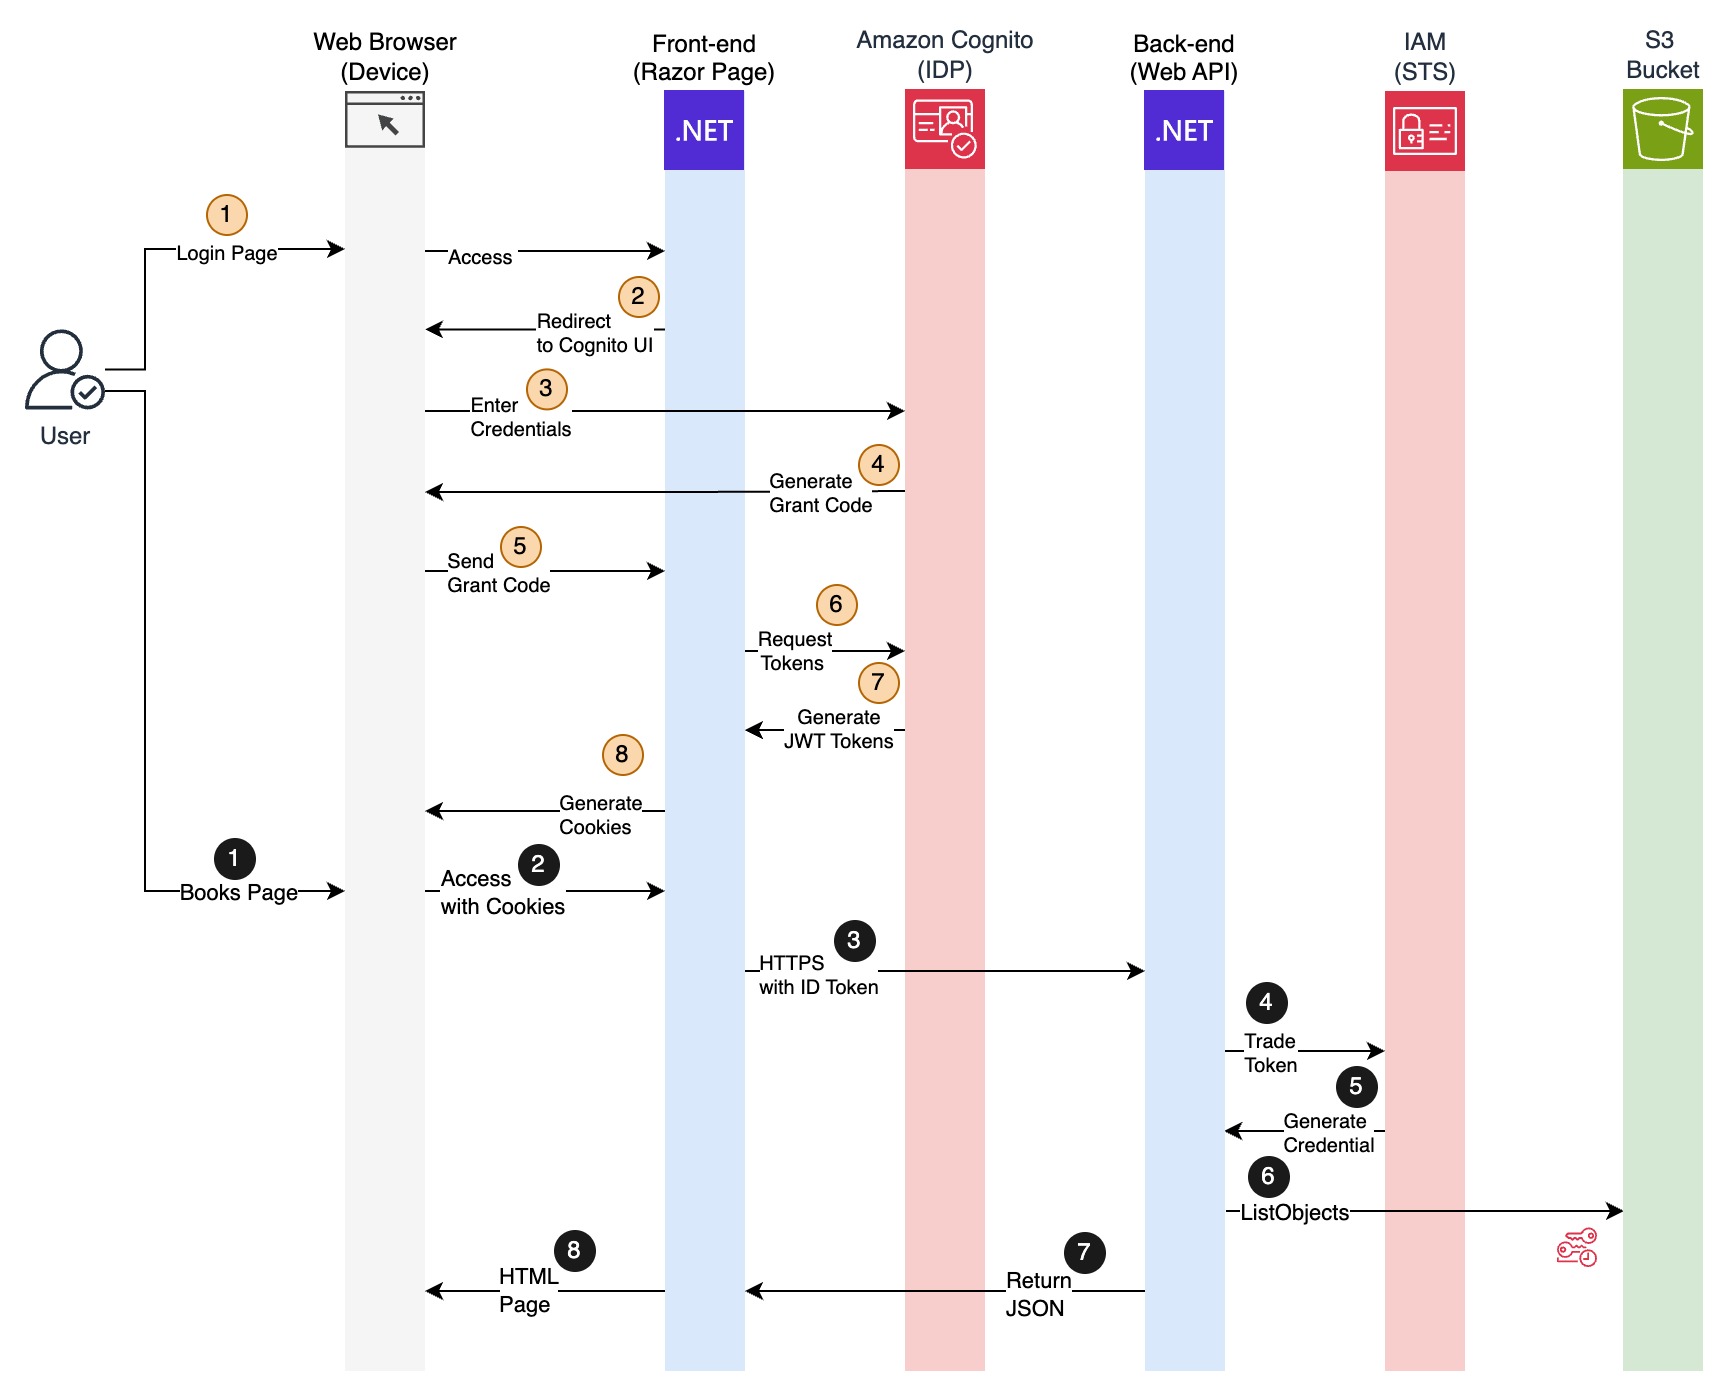 Web Browser
(Device)
Front-end
(Razor Page)
Amazon Cognito
(IDP)
Back-end
(Web API)
IAM
(STS)
S3
Bucket
.NET
.NET
1
Login Page
Access
2
Redirect
to Cognito UI
User
3
Enter
Credentials
4
Generate
Grant Code
5
Send
Grant Code
6
Request
Tokens
7
Generate
JWT Tokens
8
Generate
Cookies
1
Books Page
2
Access
with Cookies
3
HTTPS
with ID Token
4
Trade
Token
5
Generate
Credential
6
ListObjects
7
Return
JSON
8
HTML
Page